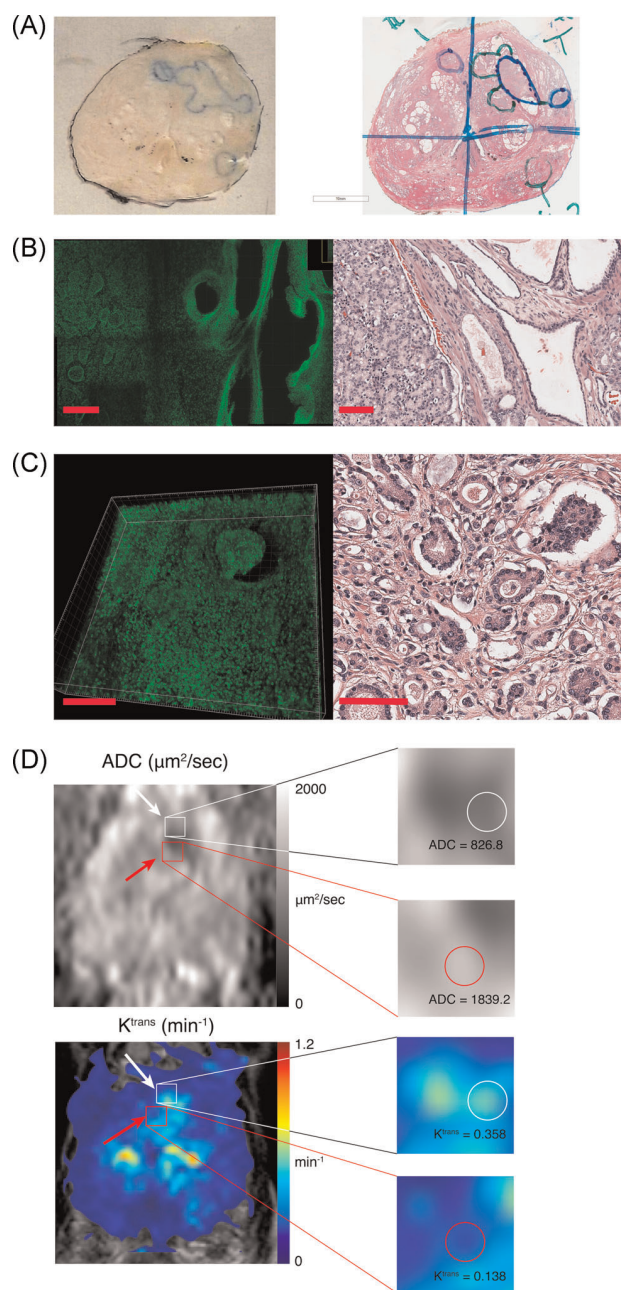 (A)
(B)
(C)
(D)
ADC (µm²/sec)
2000
µm²/sec
0
ADC = 826.8
ADC = 1839.2
Kᵗʳᵃⁿˢ (min⁻¹)
1.2
min⁻¹
0
Kᵗʳᵃⁿˢ = 0.358
Kᵗʳᵃⁿˢ = 0.138